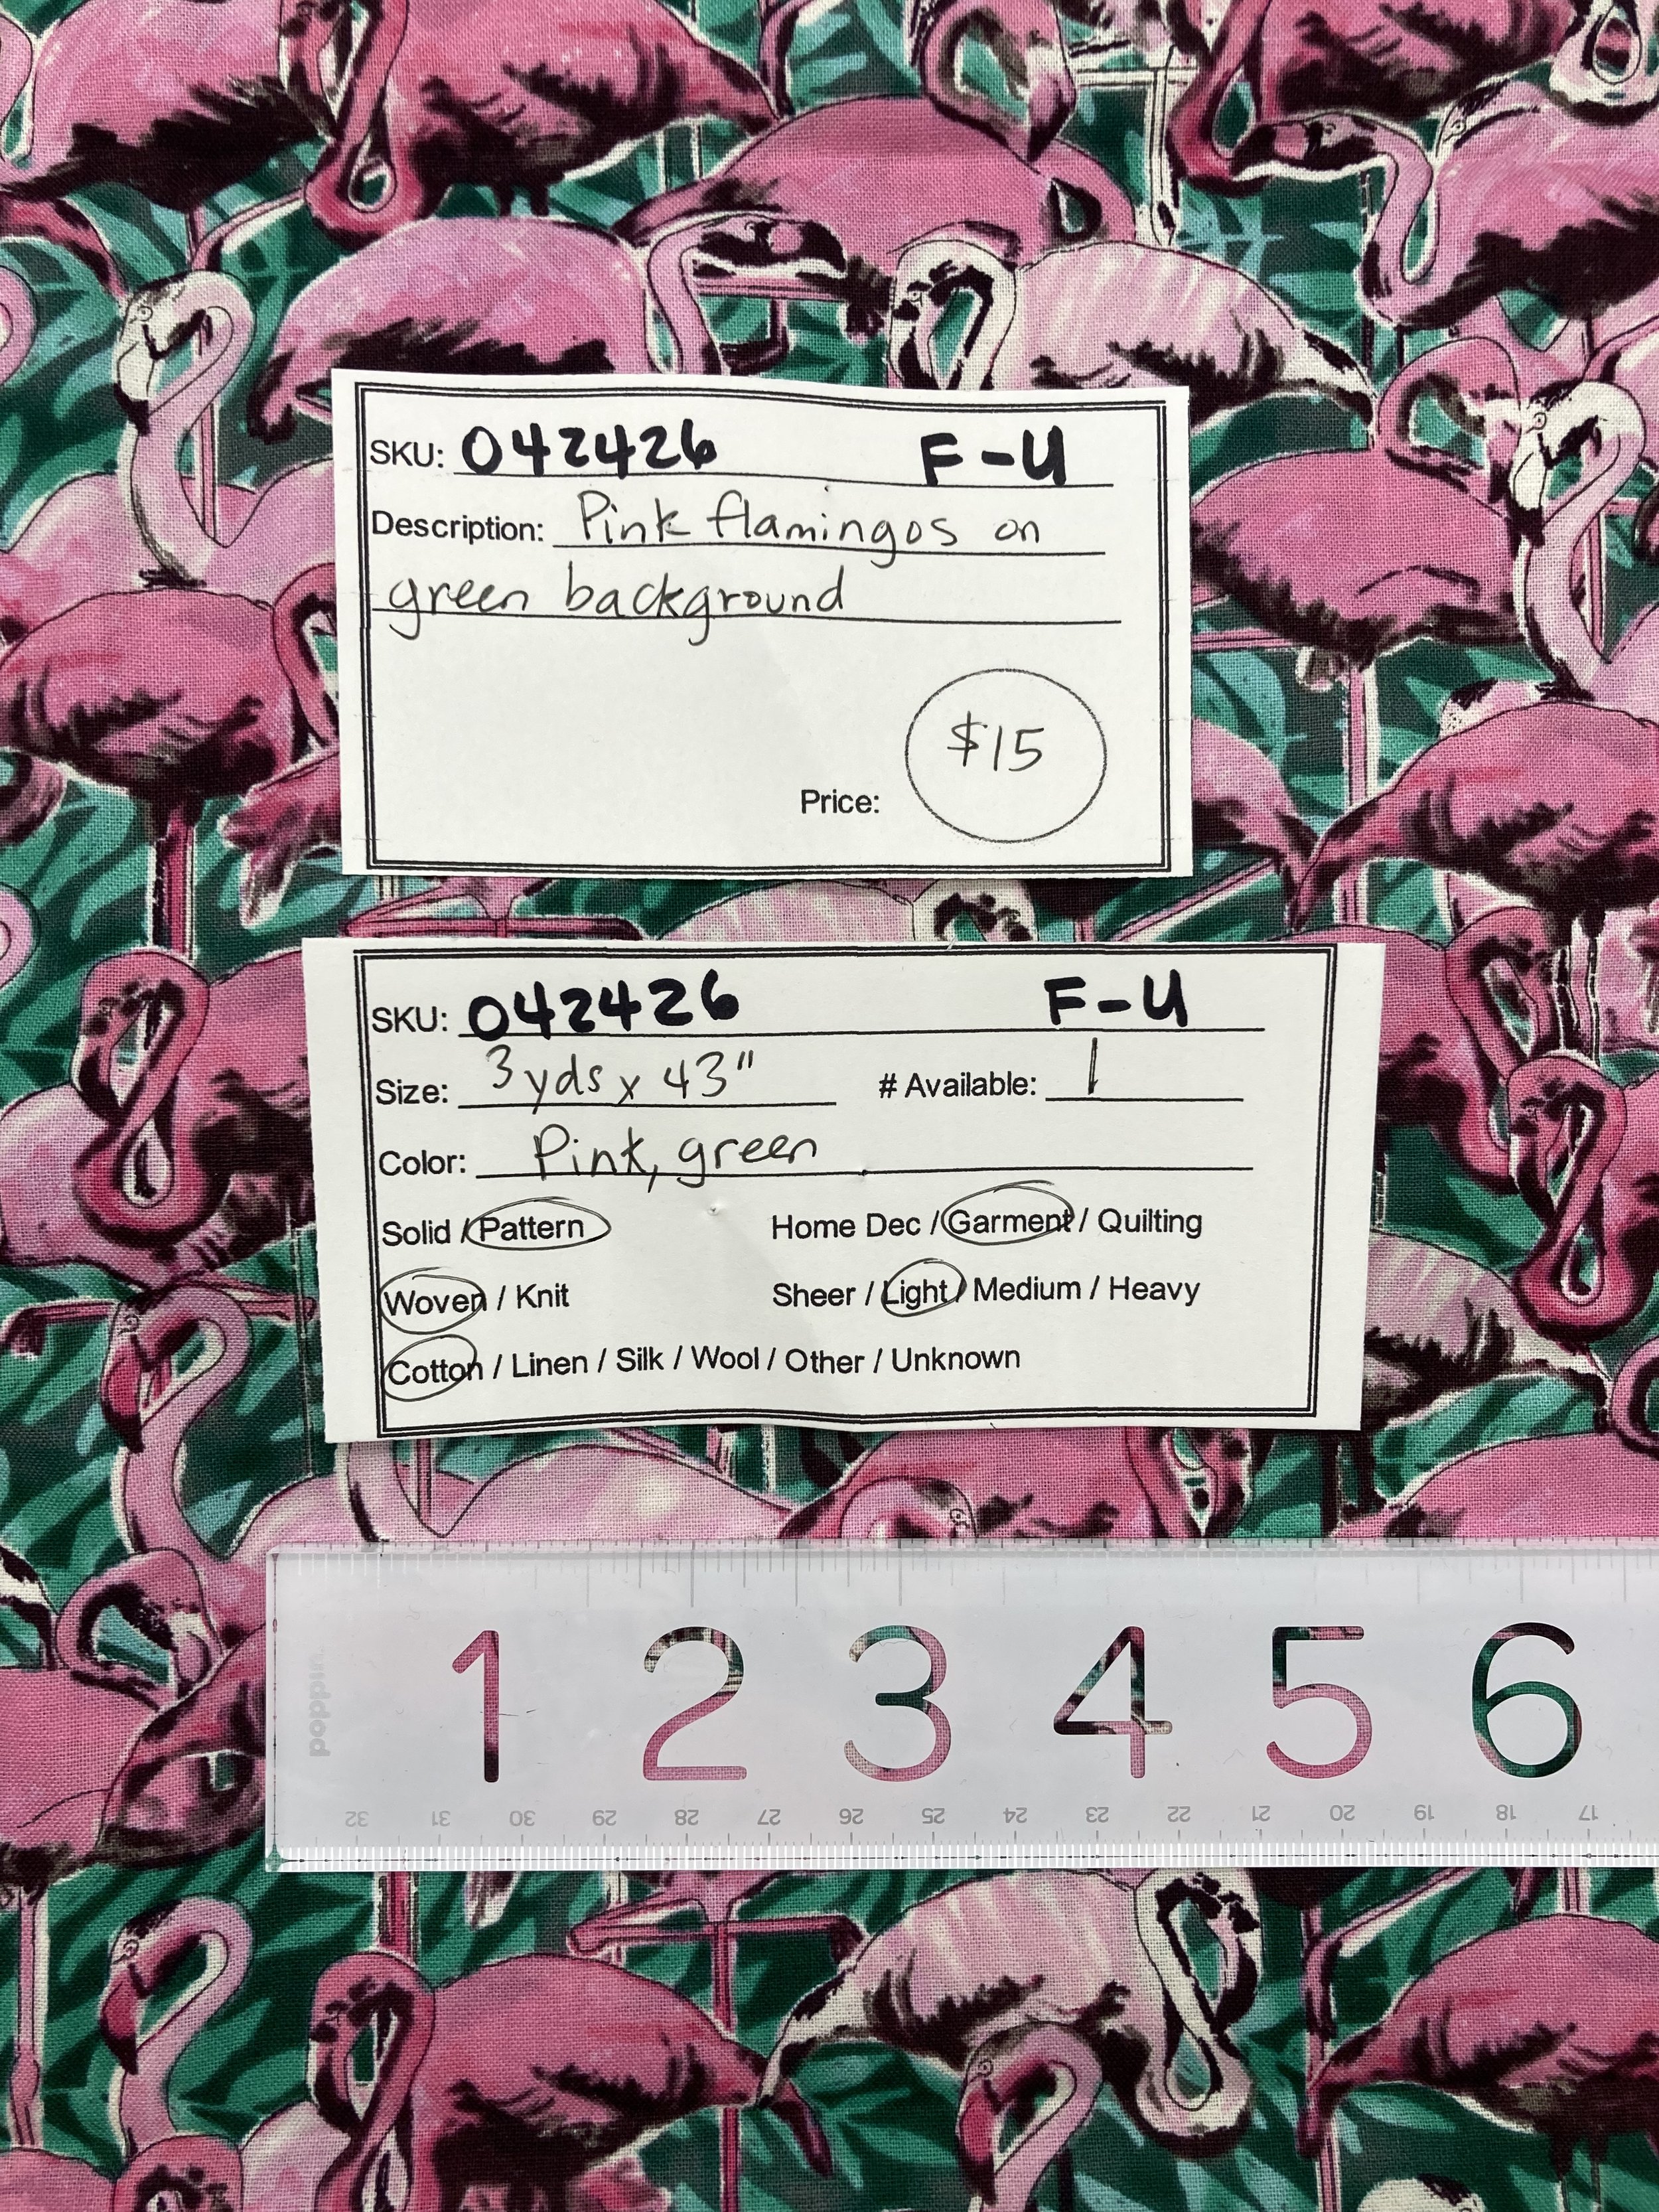 SKU: 042426 F-U
Description: Pink flamingos on
green background
$15
Price:
SKU: 042426 F-U
Size: 3 yds x 43" # Available: 1
Color: Pink, green
Solid / Pattern Home Dec / Garment / Quilting
Woven / Knit Sheer / Light / Medium / Heavy
Cotton / Linen / Silk / Wool / Other / Unknown
poppin.
1 2 3 4 5 6
32 31 30 29 28 27 26 25 24 23 22 21 20 19 18 17